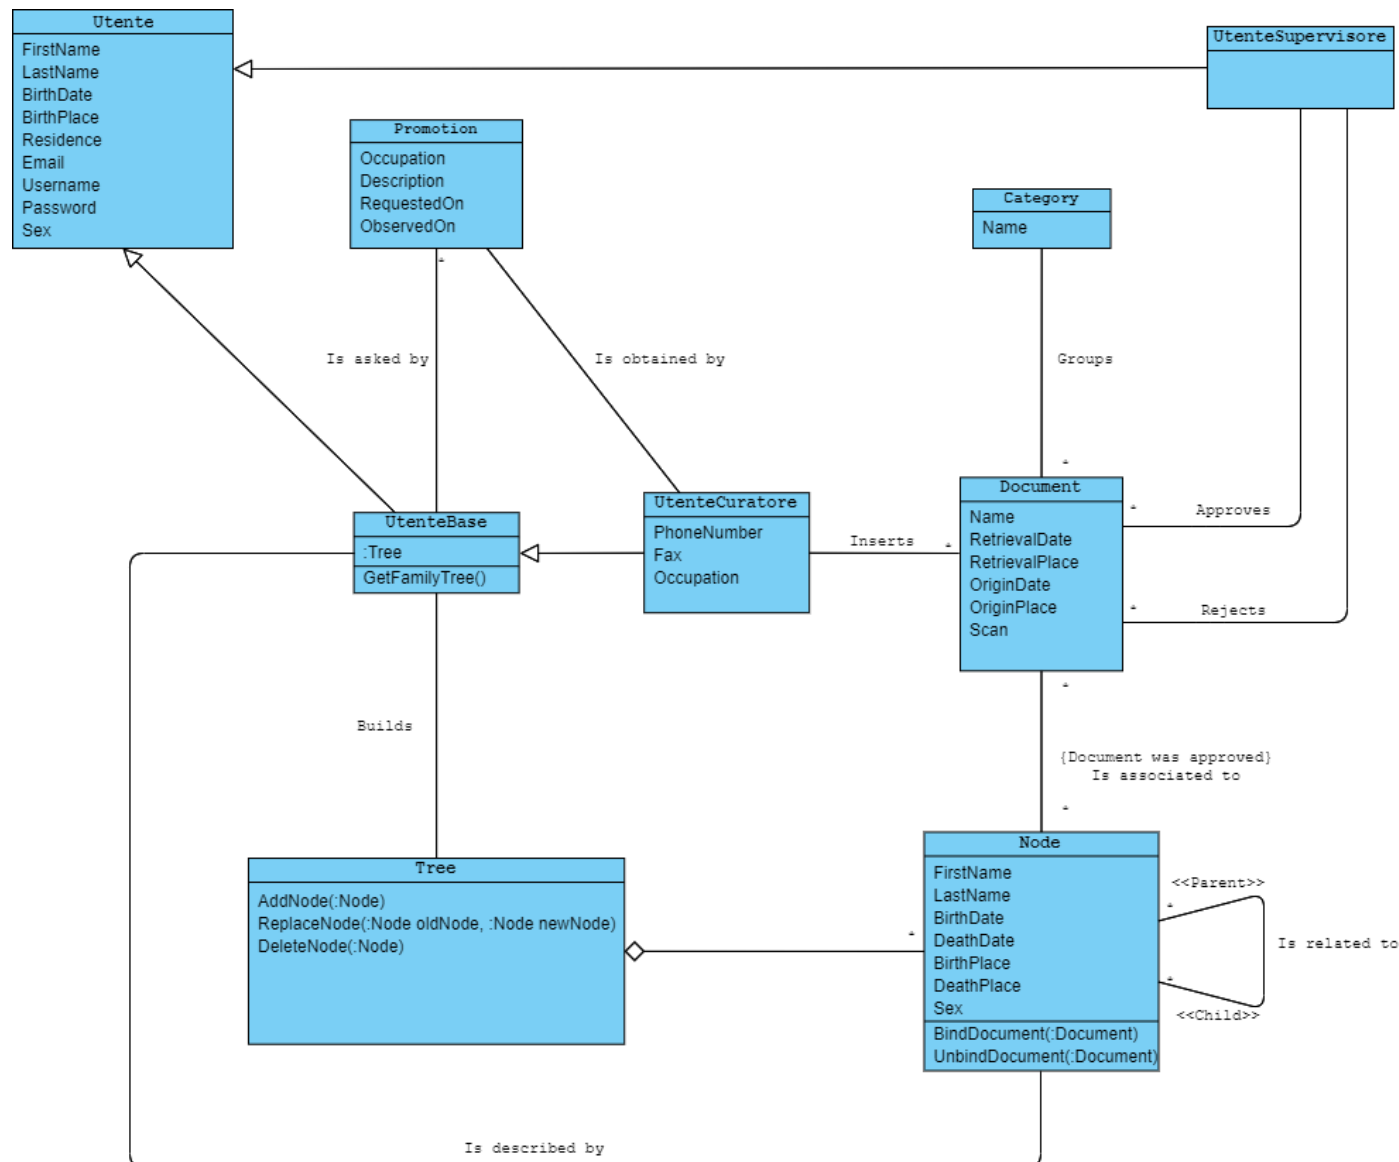 Utente
FirstName
LastName
BirthDate
BirthPlace
Residence
Email
Username
Password
Sex
UtenteSupervisore
Promotion
Occupation
Description
RequestedOn
ObservedOn
*
Category
Name
Is asked by
Is obtained by
Groups
*
UtenteBase
:Tree
GetFamilyTree()
UtenteCuratore
PhoneNumber
Fax
Occupation
Inserts
*
Document
Name
RetrievalDate
RetrievalPlace
OriginDate
OriginPlace
Scan
*
Approves
*
Rejects
*
Builds
{Document was approved}
Is associated to
*
Tree
AddNode(:Node)
ReplaceNode(:Node oldNode, :Node newNode)
DeleteNode(:Node)
*
Node
FirstName
LastName
BirthDate
DeathDate
BirthPlace
DeathPlace
Sex
BindDocument(:Document)
UnbindDocument(:Document)
<<Parent>>
*
Is related to
*
<<Child>>
Is described by